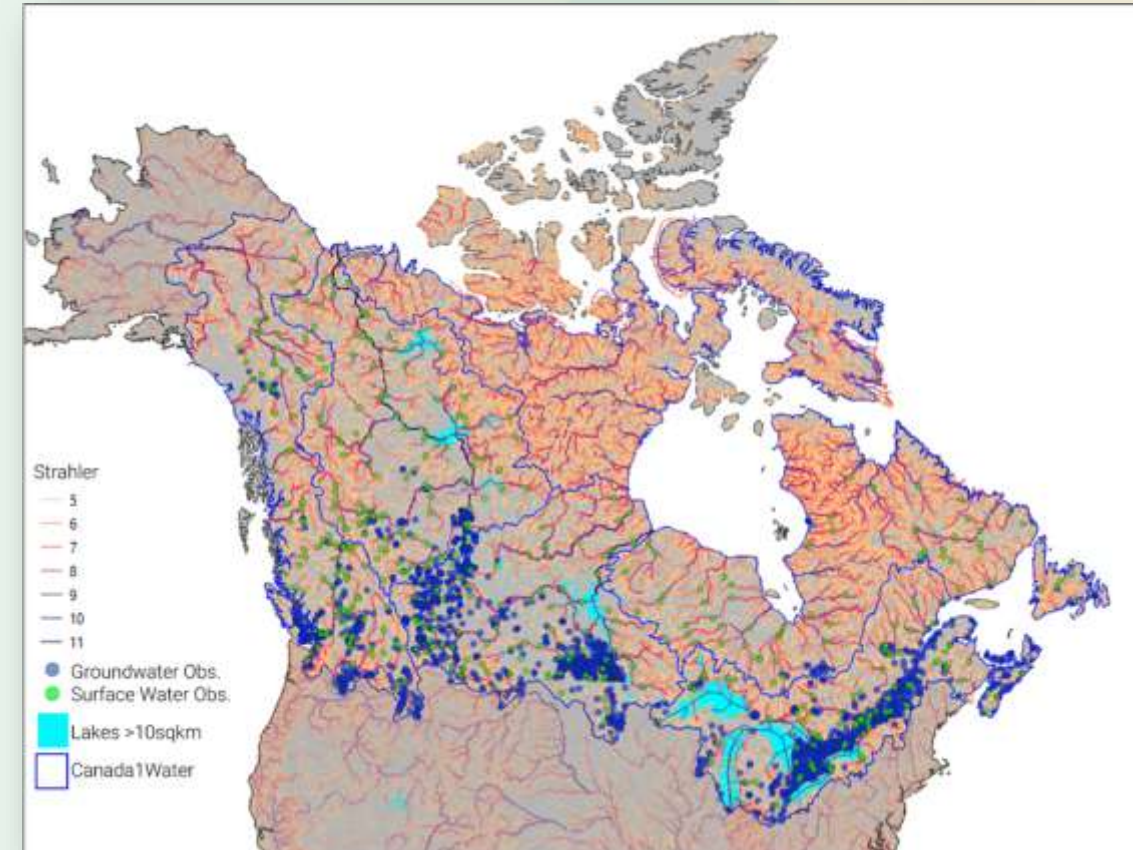 Strahler
5
6
7
8
9
10
11
Groundwater Obs.
Surface Water Obs.
Lakes >10sqkm
Canada1Water